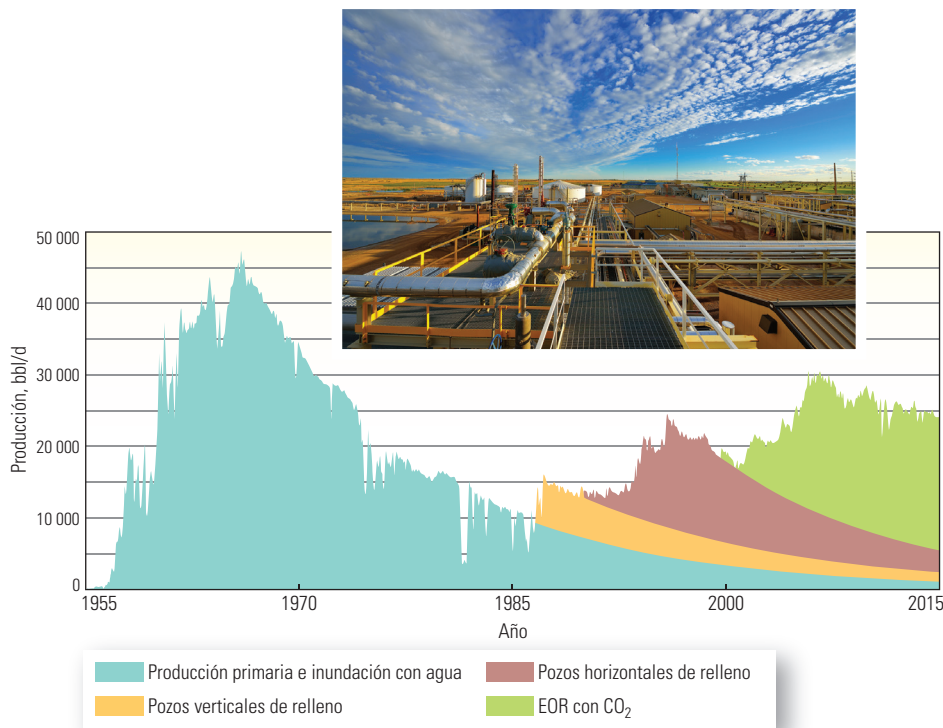 50 000
40 000
30 000
20 000
10 000
0
Producción, bbl/d
1955
1970
1985
2000
2015
Año
Producción primaria e inundación con agua
Pozos horizontales de relleno
Pozos verticales de relleno
EOR con CO₂